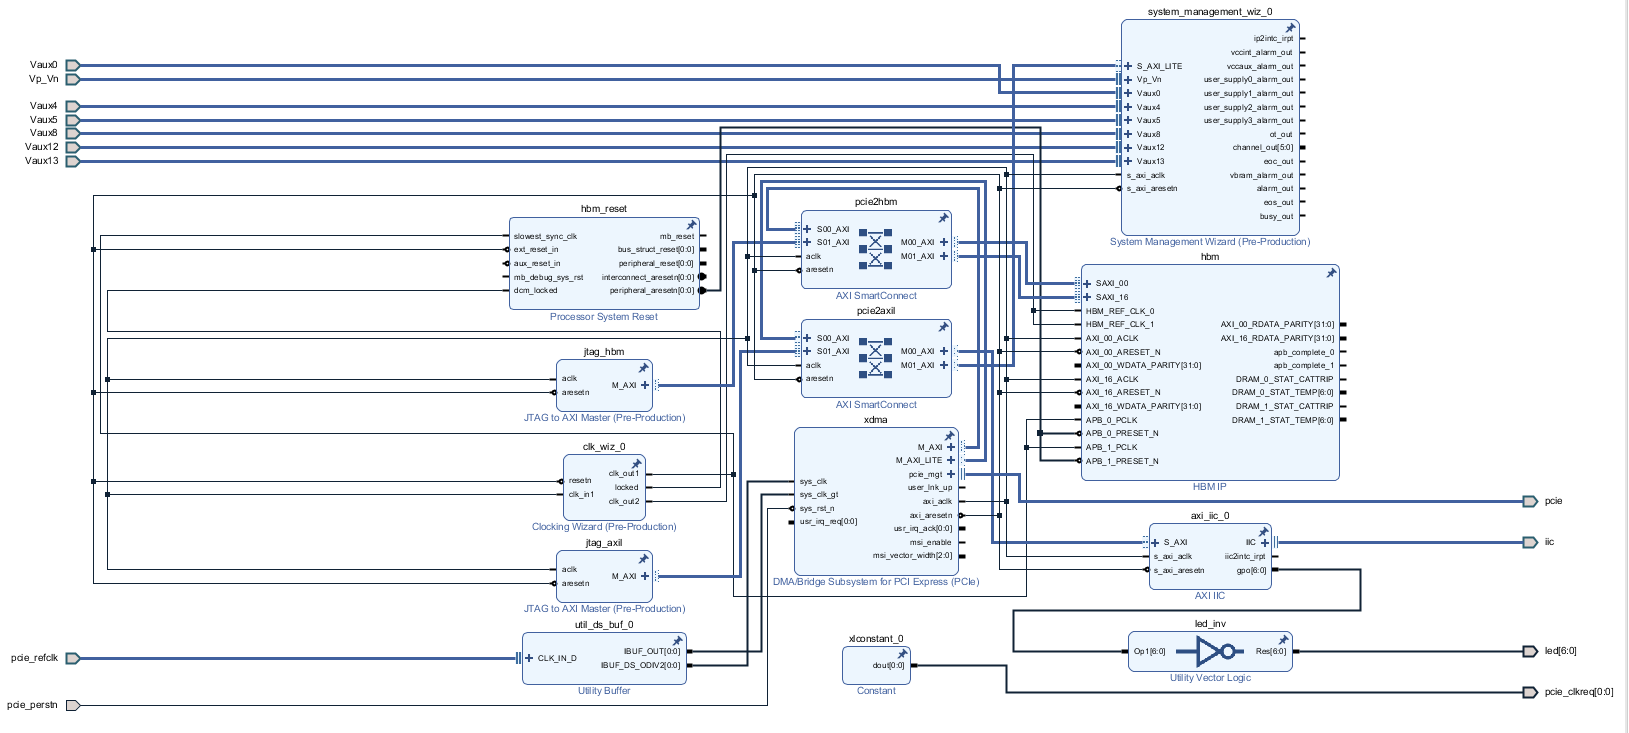 system_management_wiz_0
ip2intc_irpt
vccint_alarm_out
S_AXI_LITE vccaux_alarm_out
Vp_Vn user_supply0_alarm_out
Vaux0 user_supply1_alarm_out
Vaux4 user_supply2_alarm_out
Vaux5 user_supply3_alarm_out
Vaux8 ot_out
Vaux12 channel_out[5:0]
Vaux13 eoc_out
s_axi_aclk vbram_alarm_out
s_axi_aresetn alarm_out
eos_out
busy_out
System Management Wizard (Pre-Production)
Vaux0
Vp_Vn
Vaux4
Vaux5
Vaux8
Vaux12
Vaux13
hbm_reset
slowest_sync_clk mb_reset
ext_reset_in bus_struct_reset[0:0]
aux_reset_in peripheral_reset[0:0]
mb_debug_sys_rst interconnect_aresetn[0:0]
dcm_locked peripheral_aresetn[0:0]
Processor System Reset
pcie2hbm
S00_AXI
S01_AXI M00_AXI
aclk M01_AXI
aresetn
AXI SmartConnect
pcie2axil
S00_AXI
S01_AXI M00_AXI
aclk M01_AXI
aresetn
AXI SmartConnect
hbm
SAXI_00
SAXI_16
HBM_REF_CLK_0
HBM_REF_CLK_1 AXI_00_RDATA_PARITY[31:0]
AXI_00_ACLK AXI_16_RDATA_PARITY[31:0]
AXI_00_ARESET_N apb_complete_0
AXI_00_WDATA_PARITY[31:0] apb_complete_1
AXI_16_ACLK DRAM_0_STAT_CATTRIP
AXI_16_ARESET_N DRAM_0_STAT_TEMP[6:0]
AXI_16_WDATA_PARITY[31:0] DRAM_1_STAT_CATTRIP
APB_0_PCLK DRAM_1_STAT_TEMP[6:0]
APB_0_PRESET_N
APB_1_PCLK
APB_1_PRESET_N
HBM IP
jtag_hbm
aclk M_AXI
aresetn
JTAG to AXI Master (Pre-Production)
clk_wiz_0
clk_out1
resetn locked
clk_in1 clk_out2
Clocking Wizard (Pre-Production)
jtag_axil
aclk M_AXI
aresetn
JTAG to AXI Master (Pre-Production)
xdma
M_AXI
M_AXI_LITE
pcie_mgt
sys_clk user_lnk_up
sys_clk_gt axi_aclk
sys_rst_n axi_aresetn
usr_irq_req[0:0] usr_irq_ack[0:0]
msi_enable
msi_vector_width[2:0]
DMA/Bridge Subsystem for PCI Express (PCIe)
pcie
axi_iic_0
S_AXI IIC
s_axi_aclk iic2intc_irpt
s_axi_aresetn gpo[6:0]
AXI IIC
iic
util_ds_buf_0
CLK_IN_D IBUF_OUT[0:0]
IBUF_DS_ODIV2[0:0]
Utility Buffer
pcie_refclk
pcie_perstn
xlconstant_0
dout[0:0]
Constant
led_inv
Op1[6:0] Res[6:0]
Utility Vector Logic
led[6:0]
pcie_clkreq[0:0]